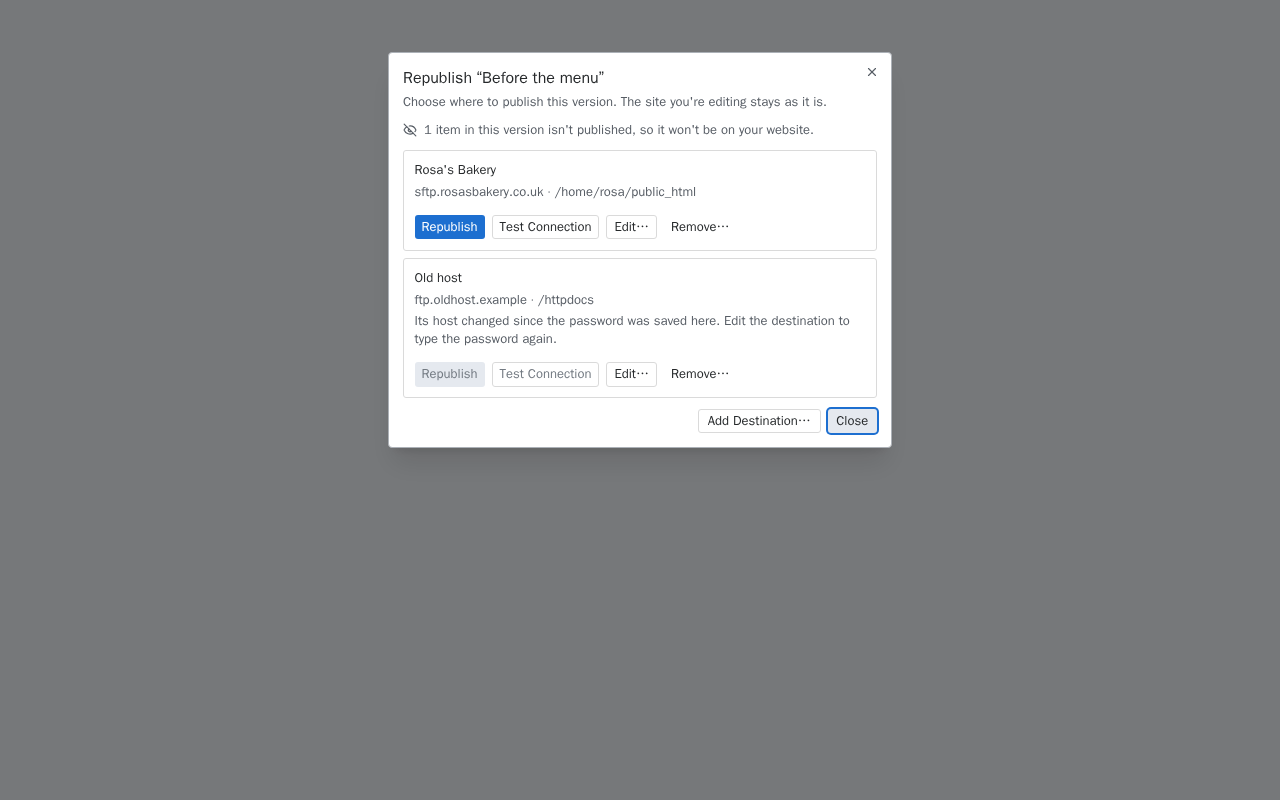 Republish “Before the menu”
Choose where to publish this version. The site you're editing stays as it is.
1 item in this version isn't published, so it won't be on your website.
Rosa's Bakery
sftp.rosasbakery.co.uk · /home/rosa/public_html
Republish Test Connection Edit… Remove…
Old host
ftp.oldhost.example · /httpdocs
Its host changed since the password was saved here. Edit the destination to
type the password again.
Republish Test Connection Edit… Remove…
Add Destination… Close